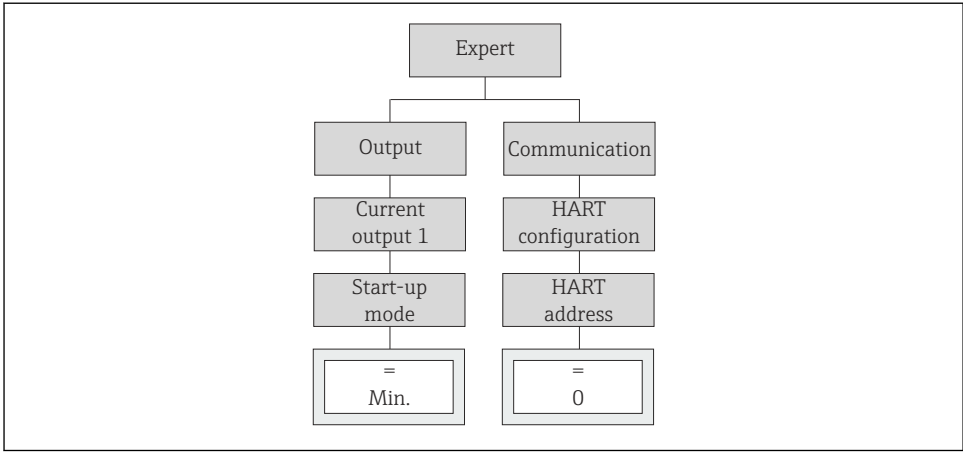 Expert
Output
Communication
Current
output 1
HART
configuration
Start-up
mode
HART
address
=
Min.
=
0